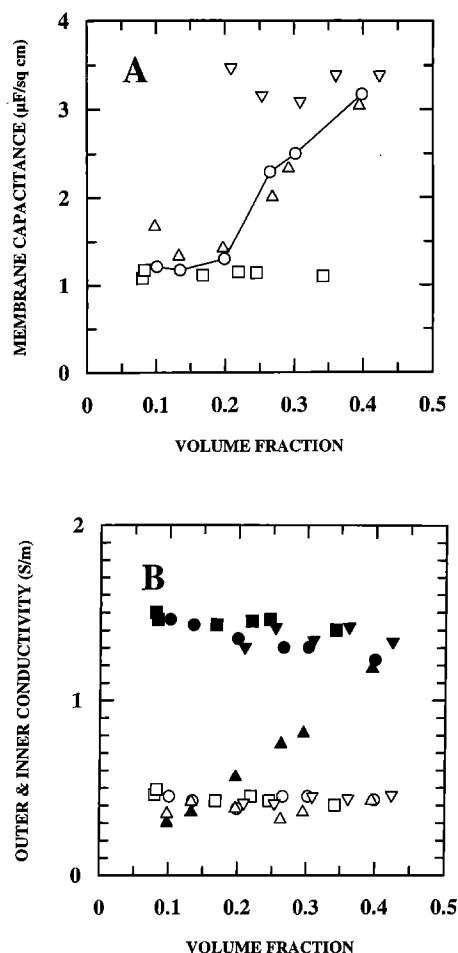 A
4
3
2
1
0
MEMBRANE CAPACITANCE (µF/sq cm)
0 0.1 0.2 0.3 0.4 0.5
VOLUME FRACTION
B
2
1
0
OUTER & INNER CONDUCTIVITY (S/m)
0 0.1 0.2 0.3 0.4 0.5
VOLUME FRACTION